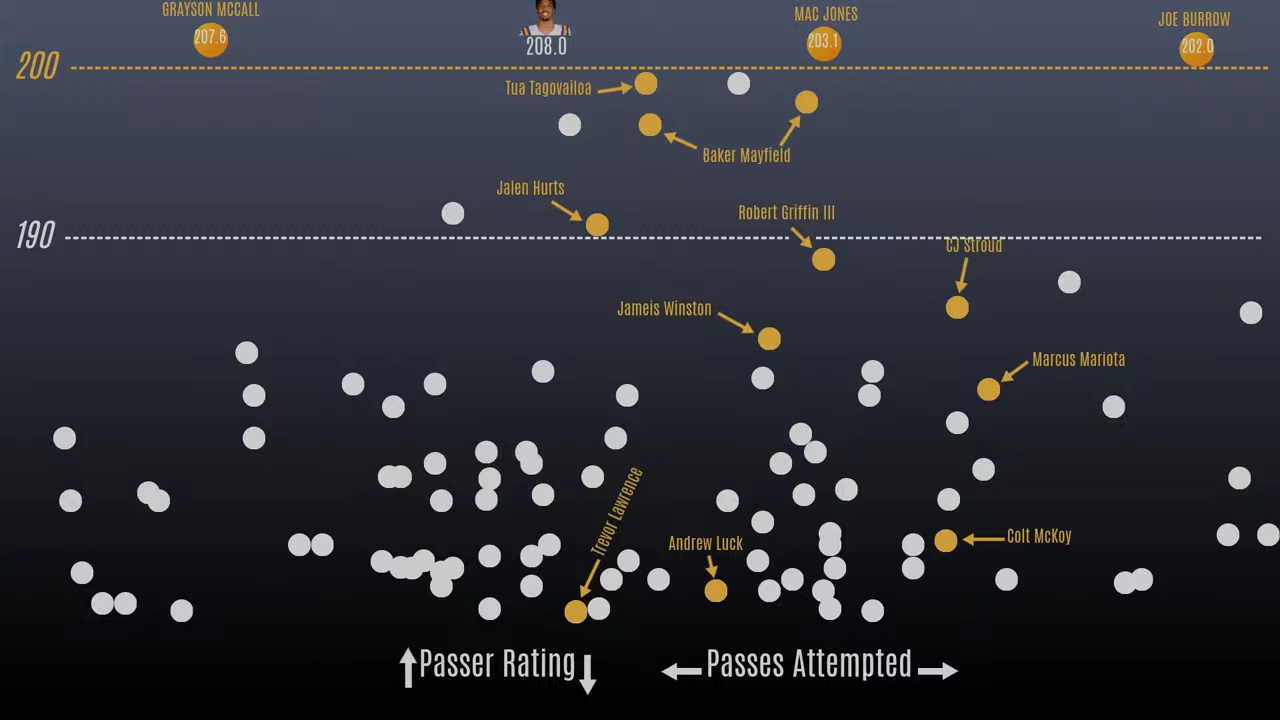 GRAYSON MCCALL
MAC JONES
JOE BURROW
207.6
208.0
203.1
202.0
200
Tua Tagovailoa
Baker Mayfield
Jalen Hurts
Robert Griffin III
190
CJ Stroud
Jameis Winston
Marcus Mariota
Trevor Lawrence
Andrew Luck
Colt McKoy
Passer Rating
Passes Attempted